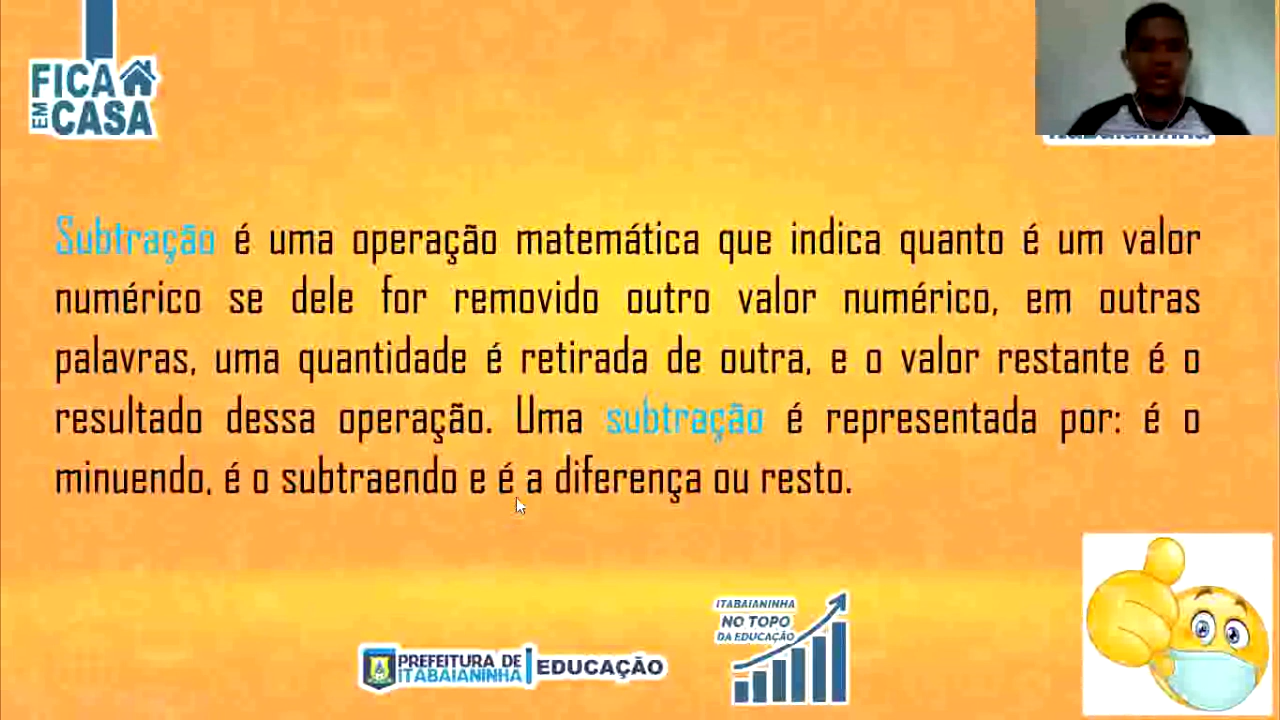 FICA
EM CASA
Subtração é uma operação matemática que indica quanto é um valor
numérico se dele for removido outro valor numérico, em outras
palavras, uma quantidade é retirada de outra, e o valor restante é o
resultado dessa operação. Uma subtração é representada por: é o
minuendo, é o subtraendo e é a diferença ou resto.
ITABAIANINHA
NO TOPO
DA EDUCAÇÃO
PREFEITURA DE
ITABAIANINHA
EDUCAÇÃO